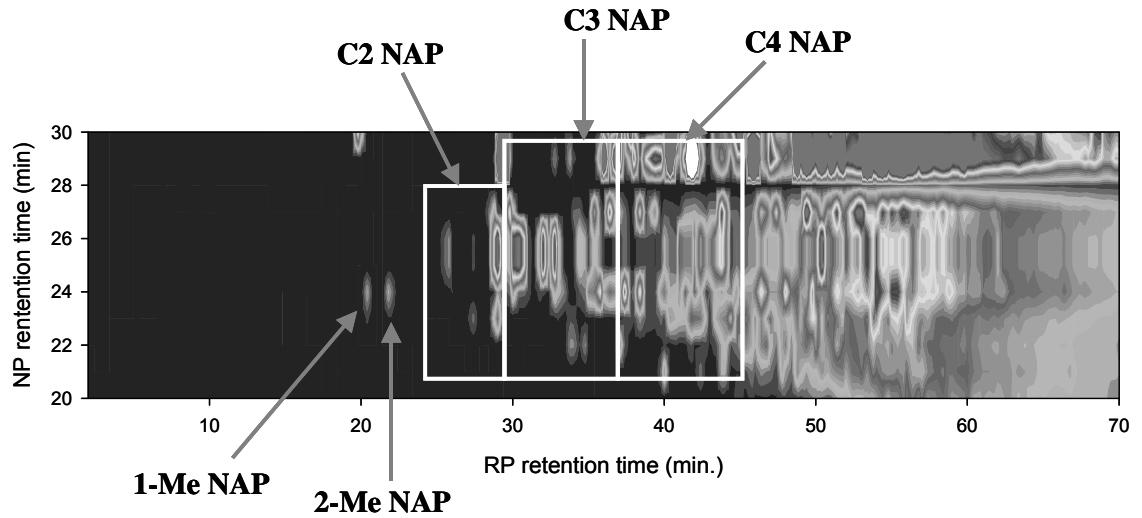 C3 NAP
C4 NAP
C2 NAP
NP rentention time (min)
30
28
26
24
22
20
10
20
30
40
50
60
70
RP retention time (min.)
1-Me NAP
2-Me NAP